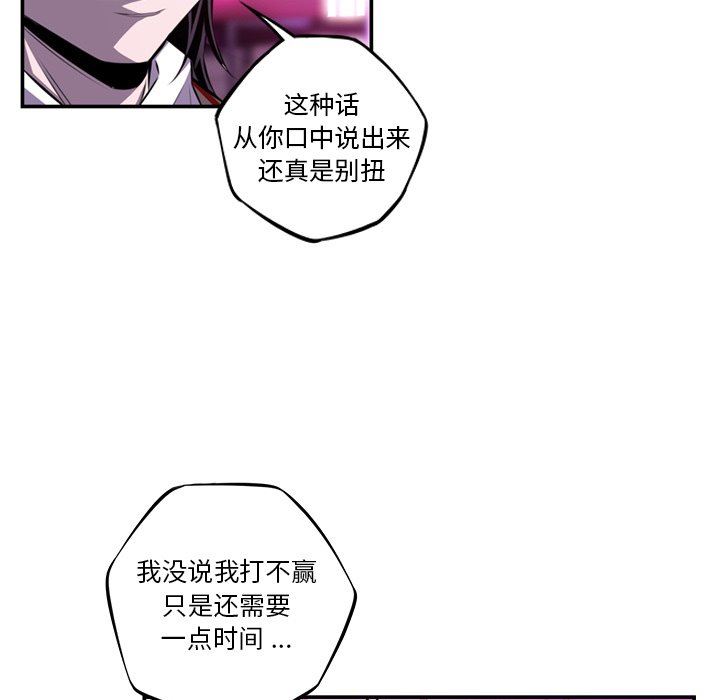 这种话
从你口中说出来
还真是别扭
我没说我打不赢
只是还需要
一点时间 ...